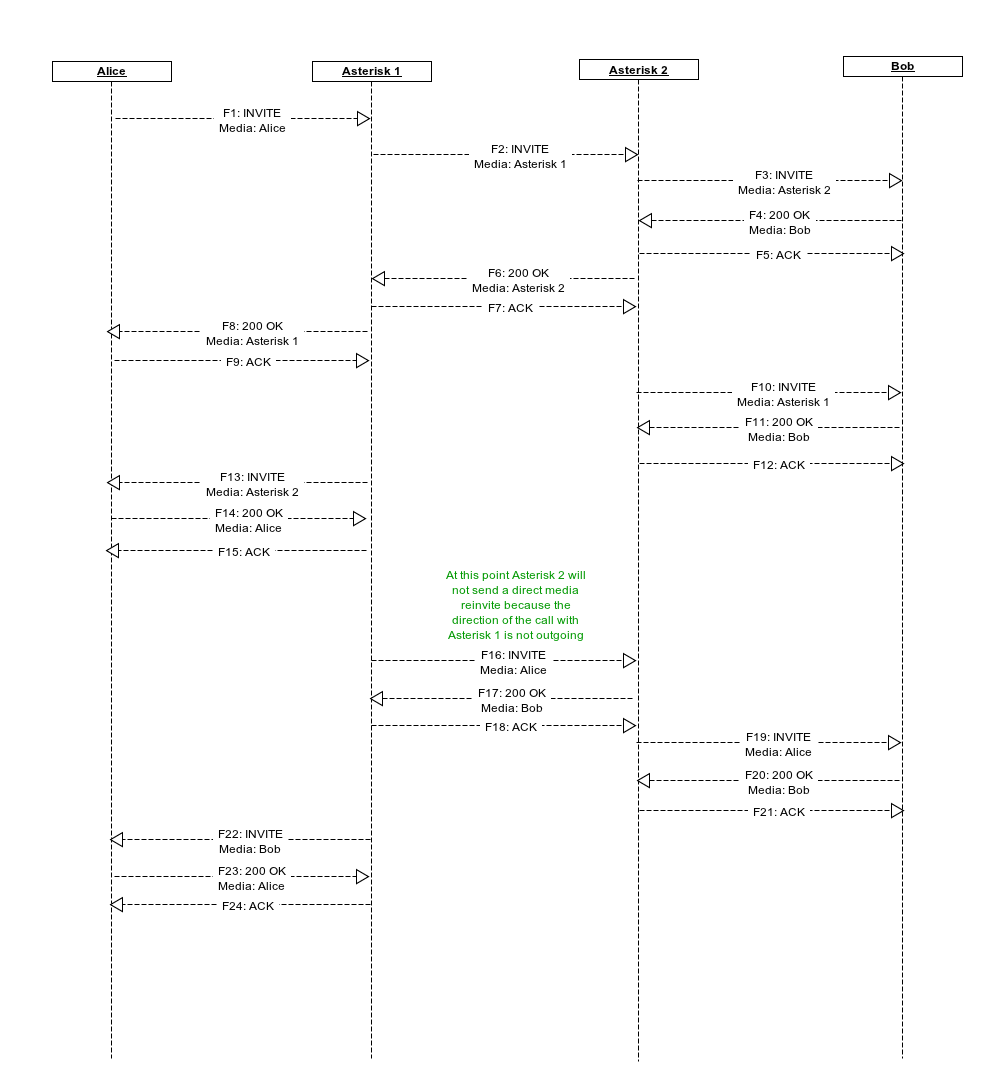 Alice
Asterisk 1
Asterisk 2
Bob
F1: INVITE
Media: Alice
F2: INVITE
Media: Asterisk 1
F3: INVITE
Media: Asterisk 2
F4: 200 OK
Media: Bob
F5: ACK
F6: 200 OK
Media: Asterisk 2
F7: ACK
F8: 200 OK
Media: Asterisk 1
F9: ACK
F10: INVITE
Media: Asterisk 1
F11: 200 OK
Media: Bob
F12: ACK
F13: INVITE
Media: Asterisk 2
F14: 200 OK
Media: Alice
F15: ACK
At this point Asterisk 2 will
not send a direct media
reinvite because the
direction of the call with
Asterisk 1 is not outgoing
F16: INVITE
Media: Alice
F17: 200 OK
Media: Bob
F18: ACK
F19: INVITE
Media: Alice
F20: 200 OK
Media: Bob
F21: ACK
F22: INVITE
Media: Bob
F23: 200 OK
Media: Alice
F24: ACK